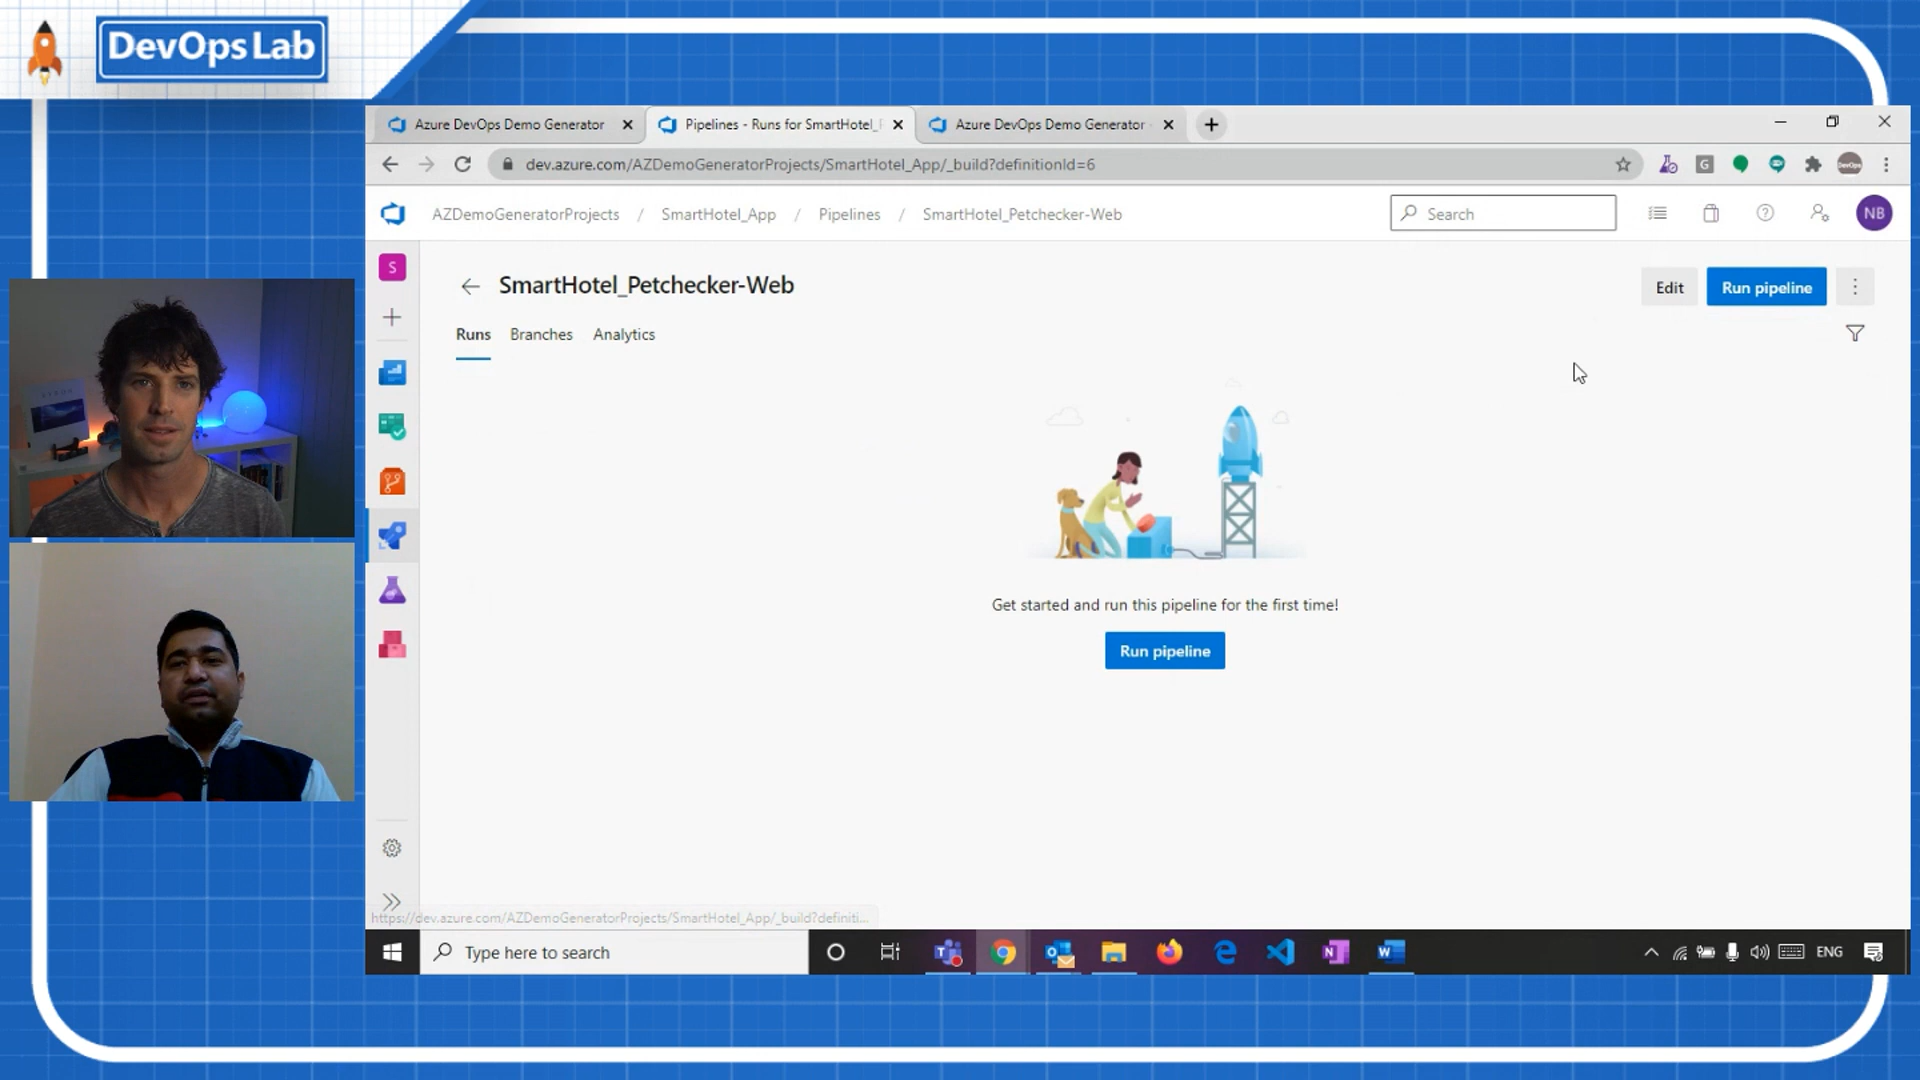 DevOps Lab
Azure DevOps Demo Generator
Pipelines - Runs for SmartHotel_
Azure DevOps Demo Generator
dev.azure.com/AZDemoGeneratorProjects/SmartHotel_App/_build?definitionId=6
G
DevOps
AZDemoGeneratorProjects / SmartHotel_App / Pipelines / SmartHotel_Petchecker-Web
Search
NB
S
SmartHotel_Petchecker-Web
Edit
Run pipeline
Runs
Branches
Analytics
Get started and run this pipeline for the first time!
Run pipeline
https://dev.azure.com/AZDemoGeneratorProjects/SmartHotel_App/_build?definiti...
Type here to search
ENG